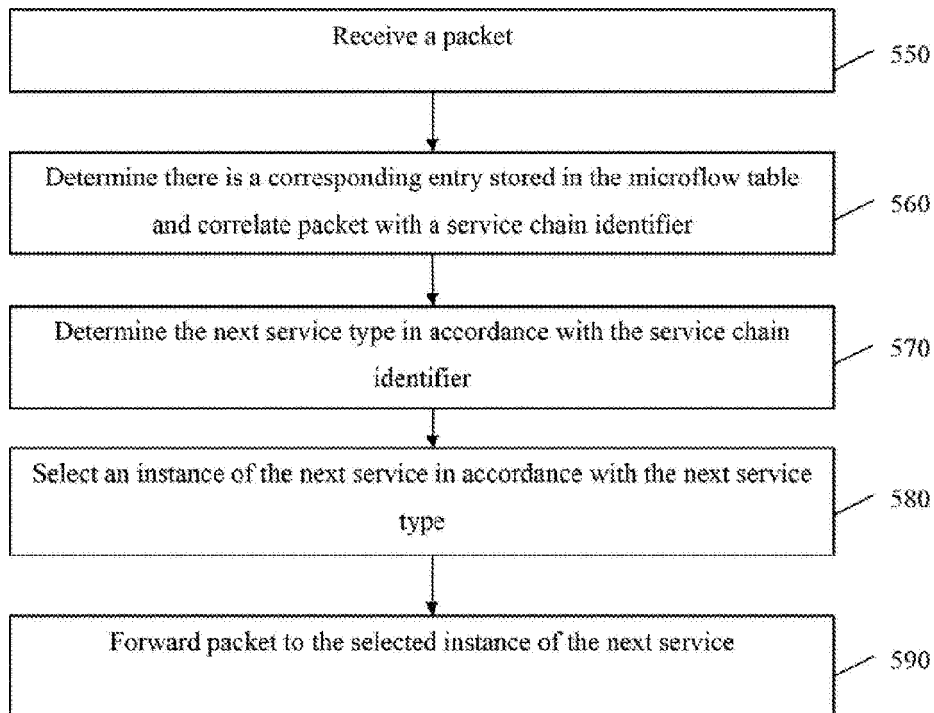 Receive a packet
550
Determine there is a corresponding entry stored in the microflow table
and correlate packet with a service chain identifier
560
Determine the next service type in accordance with the service chain
identifier
570
Select an instance of the next service in accordance with the next service
type
580
Forward packet to the selected instance of the next service
590